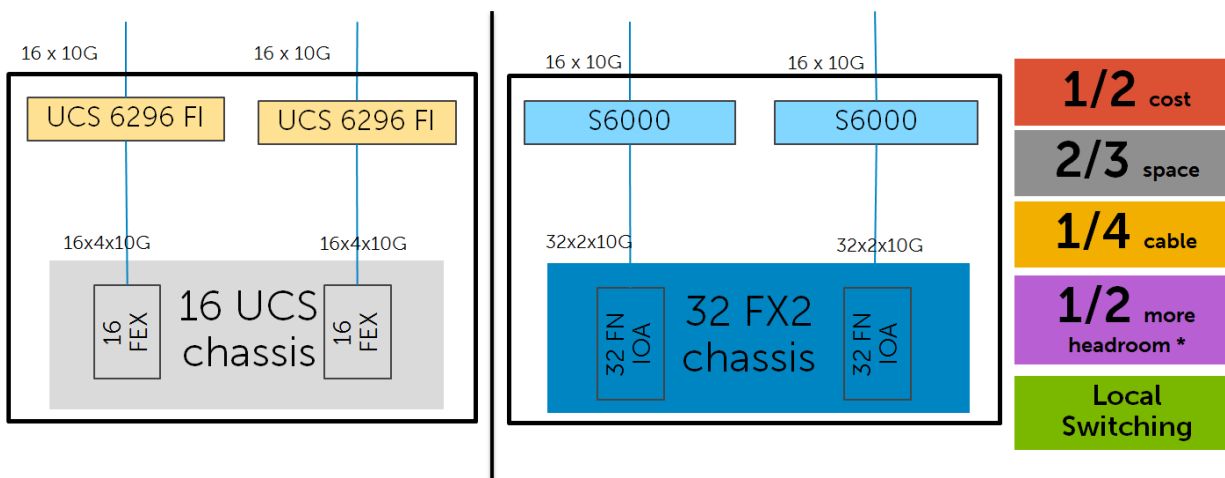 16 x 10G
16 x 10G
UCS 6296 FI
UCS 6296 FI
16x4x10G
16x4x10G
16 UCS
chassis
16
FEX
16
FEX
16 x 10G
16 x 10G
S6000
S6000
32x2x10G
32x2x10G
32 FX2
chassis
32 FN
IOA
32 FN
IOA
1/2 cost
2/3 space
1/4 cable
1/2 more
headroom *
Local
Switching